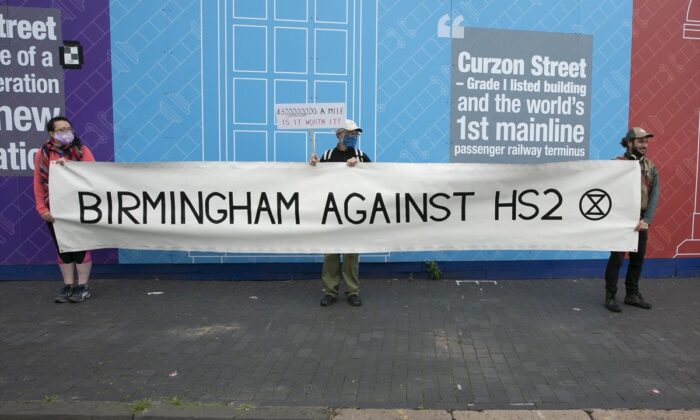 treet
e of a
eration
new
ation
A MILE
IS IT WORTH IT?
“
Curzon Street
– Grade I listed building
and the world's
1st mainline
passenger railway terminus
BIRMINGHAM AGAINST HS2